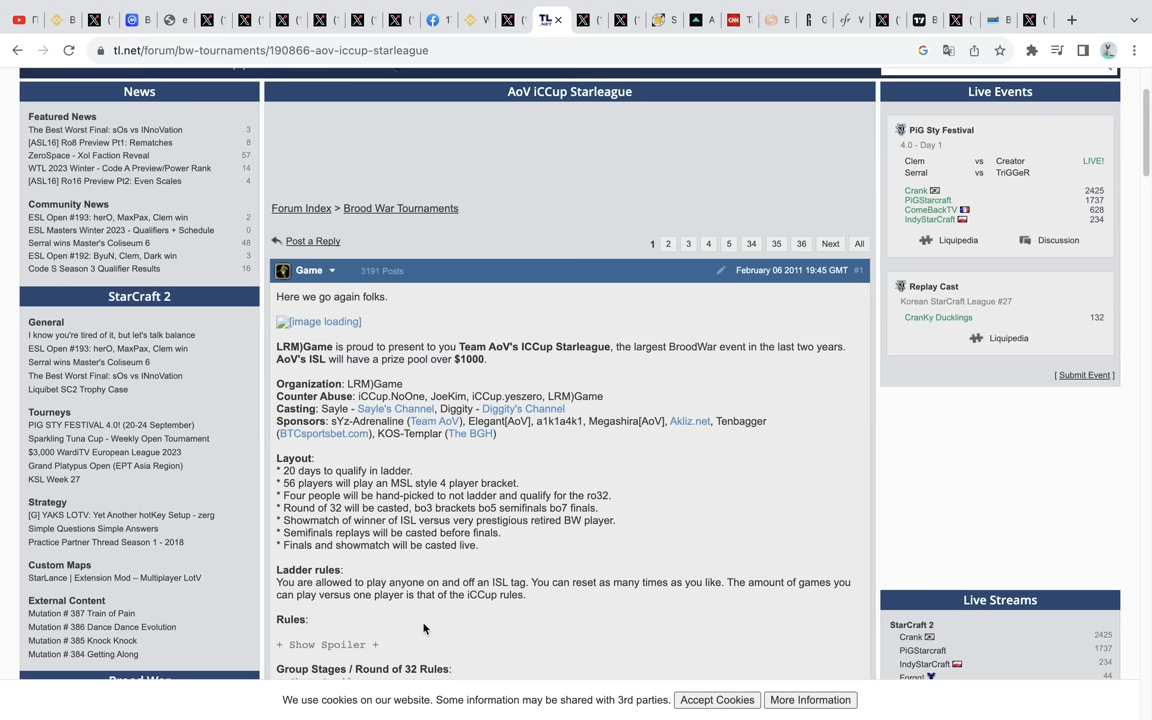 tl.net/forum/bw-tournaments/190866-aov-iccup-starleague
News
Featured News
The Best Worst Final: sOs vs INnoVation 3
[ASL16] Ro8 Preview Pt1: Rematches 8
ZeroSpace - Xol Faction Reveal 57
WTL 2023 Winter - Code A Preview/Power Rank 14
[ASL16] Ro16 Preview Pt2: Even Scales 4
Community News
ESL Open #193: herO, MaxPax, Clem win 2
ESL Masters Winter 2023 - Qualifiers + Schedule 0
Serral wins Master's Coliseum 6 48
ESL Open #192: ByuN, Clem, Dark win 3
Code S Season 3 Qualifier Results 16
StarCraft 2
General
I know you're tired of it, but let's talk balance
ESL Open #193: herO, MaxPax, Clem win
Serral wins Master's Coliseum 6
The Best Worst Final: sOs vs INnoVation
Liquibet SC2 Trophy Case
Tourneys
PIG STY FESTIVAL 4.0! (20-24 September)
Sparkling Tuna Cup - Weekly Open Tournament
$3,000 WardiTV European League 2023
Grand Platypus Open (EPT Asia Region)
KSL Week 27
Strategy
[G] YAKS LOTV: Yet Another hotKey Setup - zerg
Simple Questions Simple Answers
Practice Partner Thread Season 1 - 2018
Custom Maps
StarLance | Extension Mod – Multiplayer LotV
External Content
Mutation # 387 Train of Pain
Mutation # 386 Dance Dance Evolution
Mutation # 385 Knock Knock
Mutation # 384 Getting Along
AoV iCCup Starleague
Forum Index > Brood War Tournaments
Post a Reply
1 2 3 4 5 34 35 36 Next All
Game 3191 Posts February 06 2011 19:45 GMT #1
Here we go again folks.
[image loading]
LRM)Game is proud to present to you Team AoV's ICCup Starleague, the largest BroodWar event in the last two years.
AoV's ISL will have a prize pool over $1000.
Organization: LRM)Game
Counter Abuse: iCCup.NoOne, JoeKim, iCCup.yeszero, LRM)Game
Casting: Sayle - Sayle's Channel, Diggity - Diggity's Channel
Sponsors: sYz-Adrenaline (Team AoV), Elegant[AoV], a1k1a4k1, Megashira[AoV], Akliz.net, Tenbagger
(BTCsportsbet.com), KOS-Templar (The BGH)
Layout:
* 20 days to qualify in ladder.
* 56 players will play an MSL style 4 player bracket.
* Four people will be hand-picked to not ladder and qualify for the ro32.
* Round of 32 will be casted, bo3 brackets bo5 semifinals bo7 finals.
* Showmatch of winner of ISL versus very prestigious retired BW player.
* Semifinals replays will be casted before finals.
* Finals and showmatch will be casted live.
Ladder rules:
You are allowed to play anyone on and off an ISL tag. You can reset as many times as you like. The amount of games you
can play versus one player is that of the iCCup rules.
Rules:
+ Show Spoiler +
Group Stages / Round of 32 Rules:
Live Events
PiG Sty Festival
4.0 - Day 1
Clem vs Creator LIVE!
Serral vs TriGGeR
Crank 2425
PiGStarcraft 1737
ComeBackTV 628
IndyStarCraft 234
Liquipedia Discussion
Replay Cast
Korean StarCraft League #27
CranKy Ducklings 132
Liquipedia
[ Submit Event ]
Live Streams
StarCraft 2
Crank 2425
PiGStarcraft 1737
IndyStarCraft 234
We use cookies on our website. Some information may be shared with 3rd parties. Accept Cookies More Information